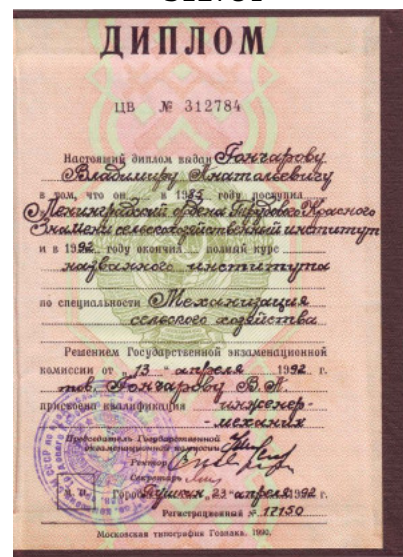 ДИПЛОМ
ЦВ № 312784
Настоящий диплом выдан Гончарову
Владимиру Анатольевичу
в том, что он в 1985 году поступил
в Ленинградский ордена Трудового Красного
Знамени сельскохозяйственный институт
и в 1992 году окончил полный курс
названного института
по специальности Механизация
сельского хозяйства
Решением Государственной экзаменационной
комиссии от „13“ апреля 1992 г.
тов. Гончарову В.А.
присвоена квалификация инженер-
-механик
Председатель Государственной
экзаменационной комиссии
Ректор
Секретарь
Город Пушкин „23“ апреля 1992 г.
Регистрационный № 17150
Московская типография Гознака. 1990.